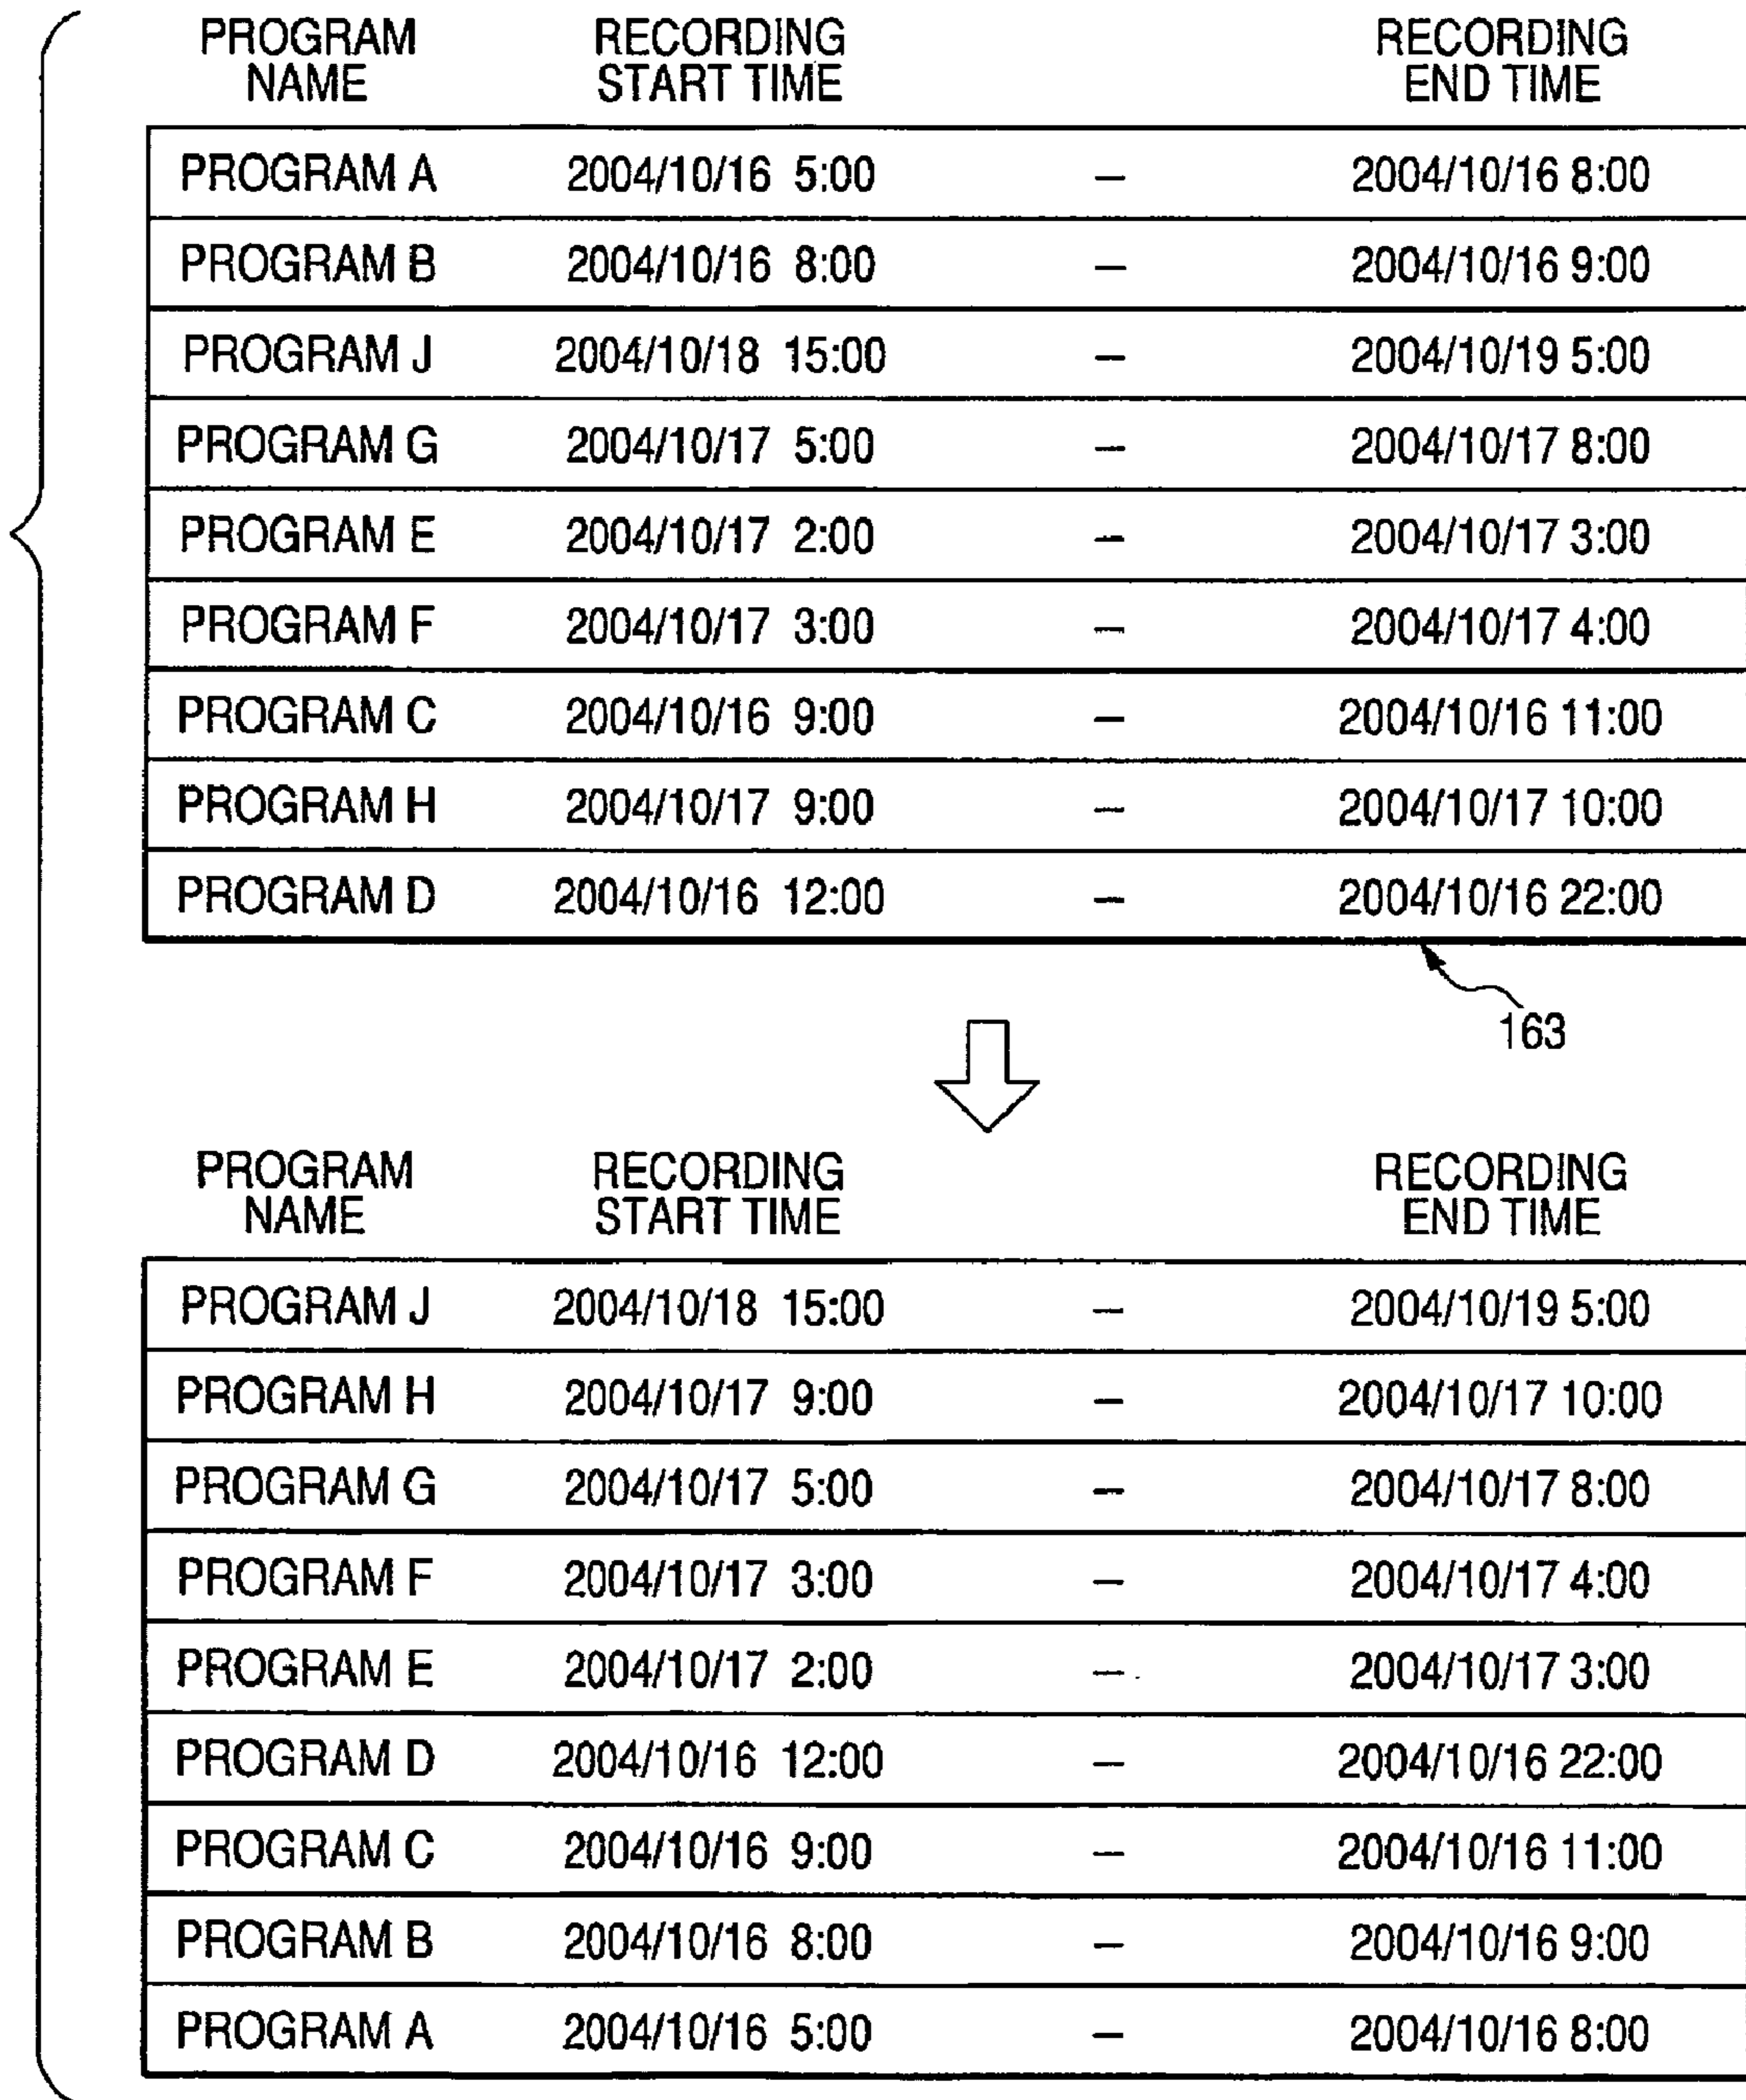 PROGRAM NAME RECORDING START TIME RECORDING END TIME
PROGRAM A 2004/10/16 5:00 – 2004/10/16 8:00
PROGRAM B 2004/10/16 8:00 – 2004/10/16 9:00
PROGRAM J 2004/10/18 15:00 – 2004/10/19 5:00
PROGRAM G 2004/10/17 5:00 – 2004/10/17 8:00
PROGRAM E 2004/10/17 2:00 – 2004/10/17 3:00
PROGRAM F 2004/10/17 3:00 – 2004/10/17 4:00
PROGRAM C 2004/10/16 9:00 – 2004/10/16 11:00
PROGRAM H 2004/10/17 9:00 – 2004/10/17 10:00
PROGRAM D 2004/10/16 12:00 – 2004/10/16 22:00
163
PROGRAM NAME RECORDING START TIME RECORDING END TIME
PROGRAM J 2004/10/18 15:00 – 2004/10/19 5:00
PROGRAM H 2004/10/17 9:00 – 2004/10/17 10:00
PROGRAM G 2004/10/17 5:00 – 2004/10/17 8:00
PROGRAM F 2004/10/17 3:00 – 2004/10/17 4:00
PROGRAM E 2004/10/17 2:00 – 2004/10/17 3:00
PROGRAM D 2004/10/16 12:00 – 2004/10/16 22:00
PROGRAM C 2004/10/16 9:00 – 2004/10/16 11:00
PROGRAM B 2004/10/16 8:00 – 2004/10/16 9:00
PROGRAM A 2004/10/16 5:00 – 2004/10/16 8:00